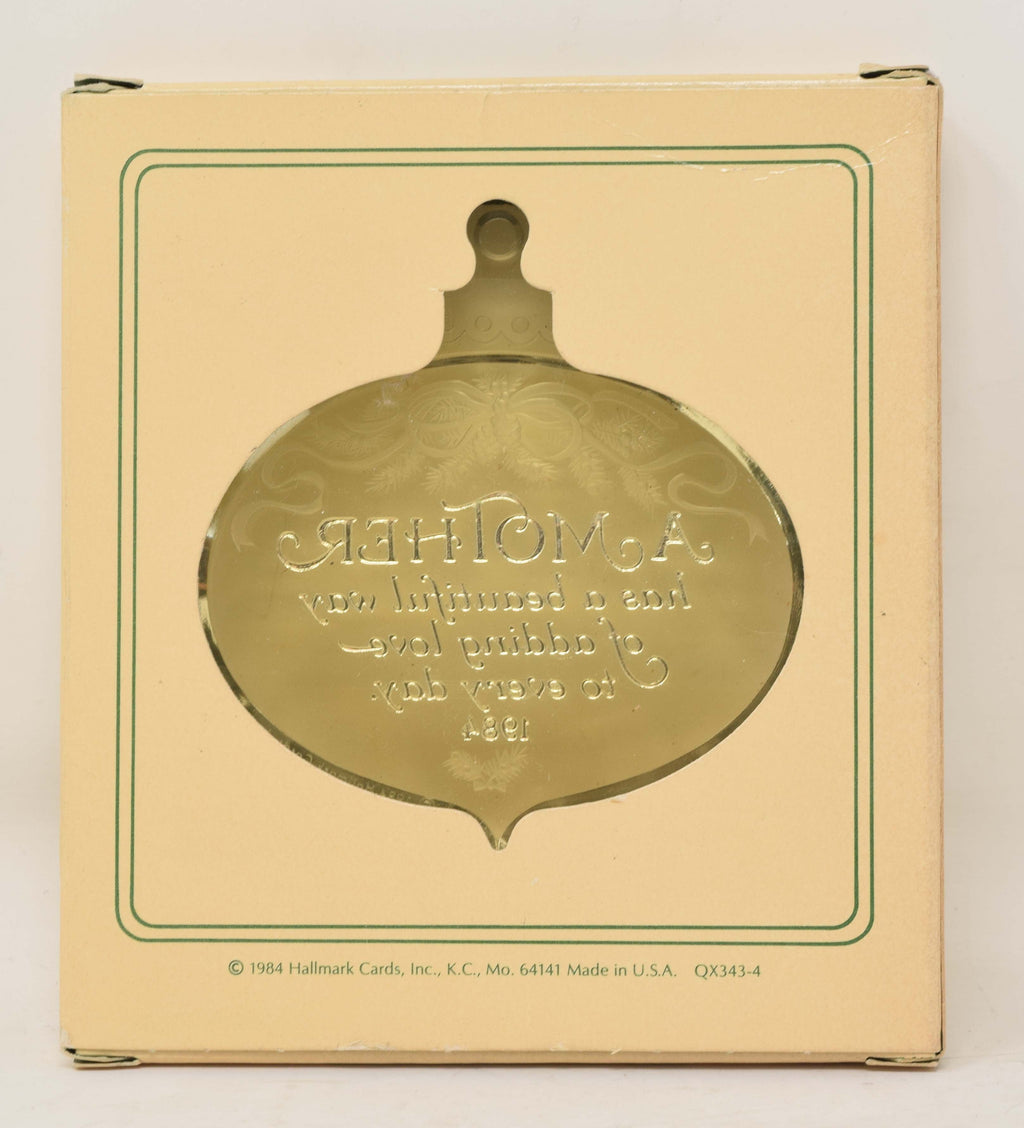 A MOTHER
has a beautiful way
of adding love
to every day.
1984
© 1984 Hallmark Cards, Inc., K.C., Mo. 64141 Made in U.S.A. QX343-4